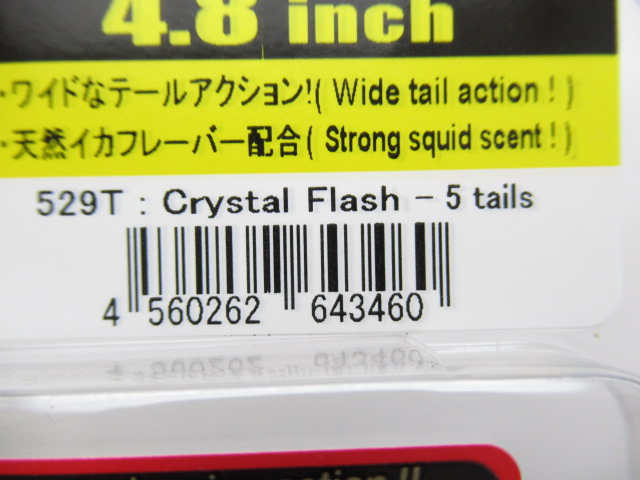 4.8 inch
・ワイドなテールアクション!( Wide tail action ! )
・天然イカフレーバー配合( Strong squid scent ! )
529T : Crystal Flash - 5 tails
4 560262 643460